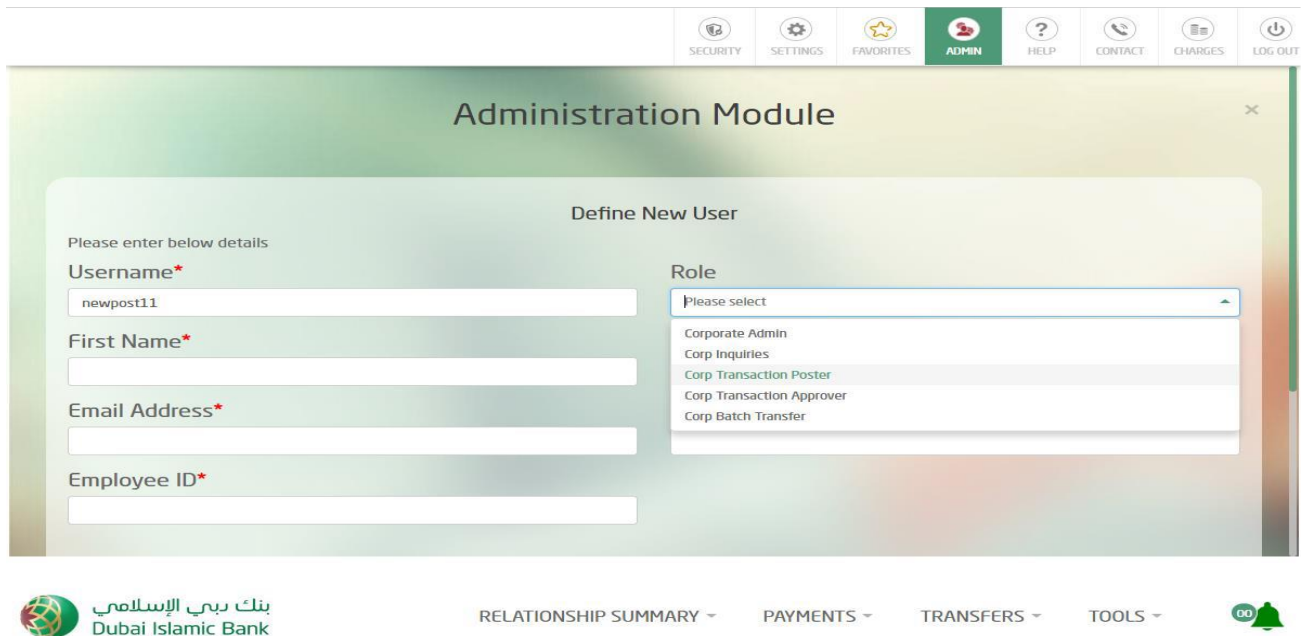 SECURITY SETTINGS FAVORITES ADMIN ? HELP CONTACT CHARGES LOG OUT
Administration Module ×
Define New User
Please enter below details
Username* Role
newpost11 Please select
Corporate Admin
First Name* Corp Inquiries
Corp Transaction Poster
Corp Transaction Approver
Email Address* Corp Batch Transfer
Employee ID*
بنك دبي الإسلامي
Dubai Islamic Bank RELATIONSHIP SUMMARY PAYMENTS TRANSFERS TOOLS 00